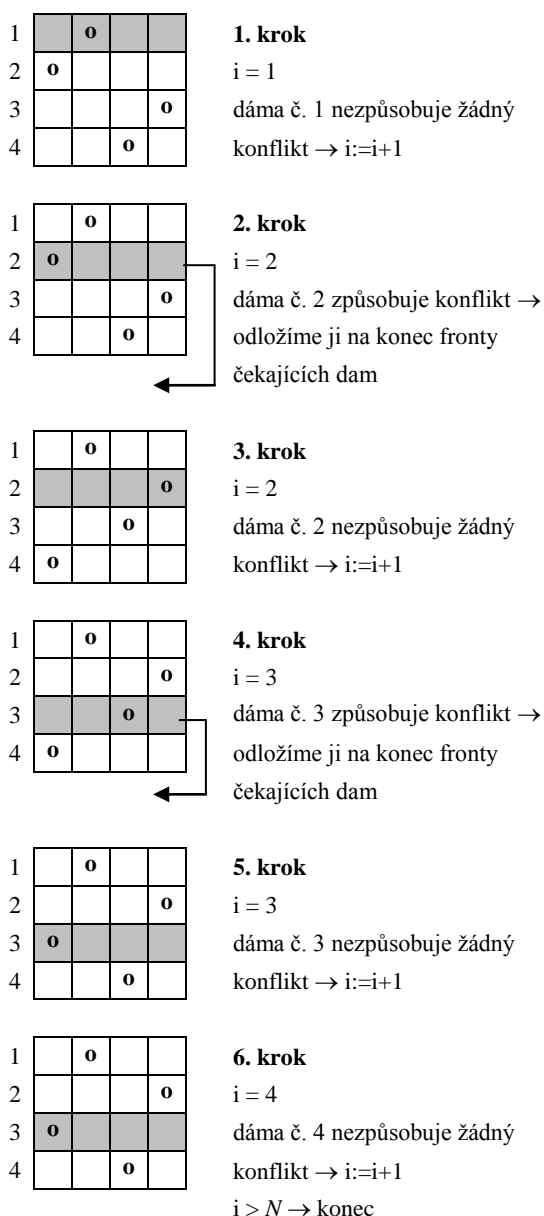 1 o 1. krok
2 o i = 1
3 o dáma č. 1 nezpůsobuje žádný
4 o konflikt → i:=i+1
1 o 2. krok
2 o i = 2
3 o dáma č. 2 způsobuje konflikt →
4 o odložíme ji na konec fronty
čekajících dam
1 o 3. krok
2 o i = 2
3 o dáma č. 2 nezpůsobuje žádný
4 o konflikt → i:=i+1
1 o 4. krok
2 o i = 3
3 o dáma č. 3 způsobuje konflikt →
4 o odložíme ji na konec fronty
čekajících dam
1 o 5. krok
2 o i = 3
3 o dáma č. 3 nezpůsobuje žádný
4 o konflikt → i:=i+1
1 o 6. krok
2 o i = 4
3 o dáma č. 4 nezpůsobuje žádný
4 o konflikt → i:=i+1
i > N → konec